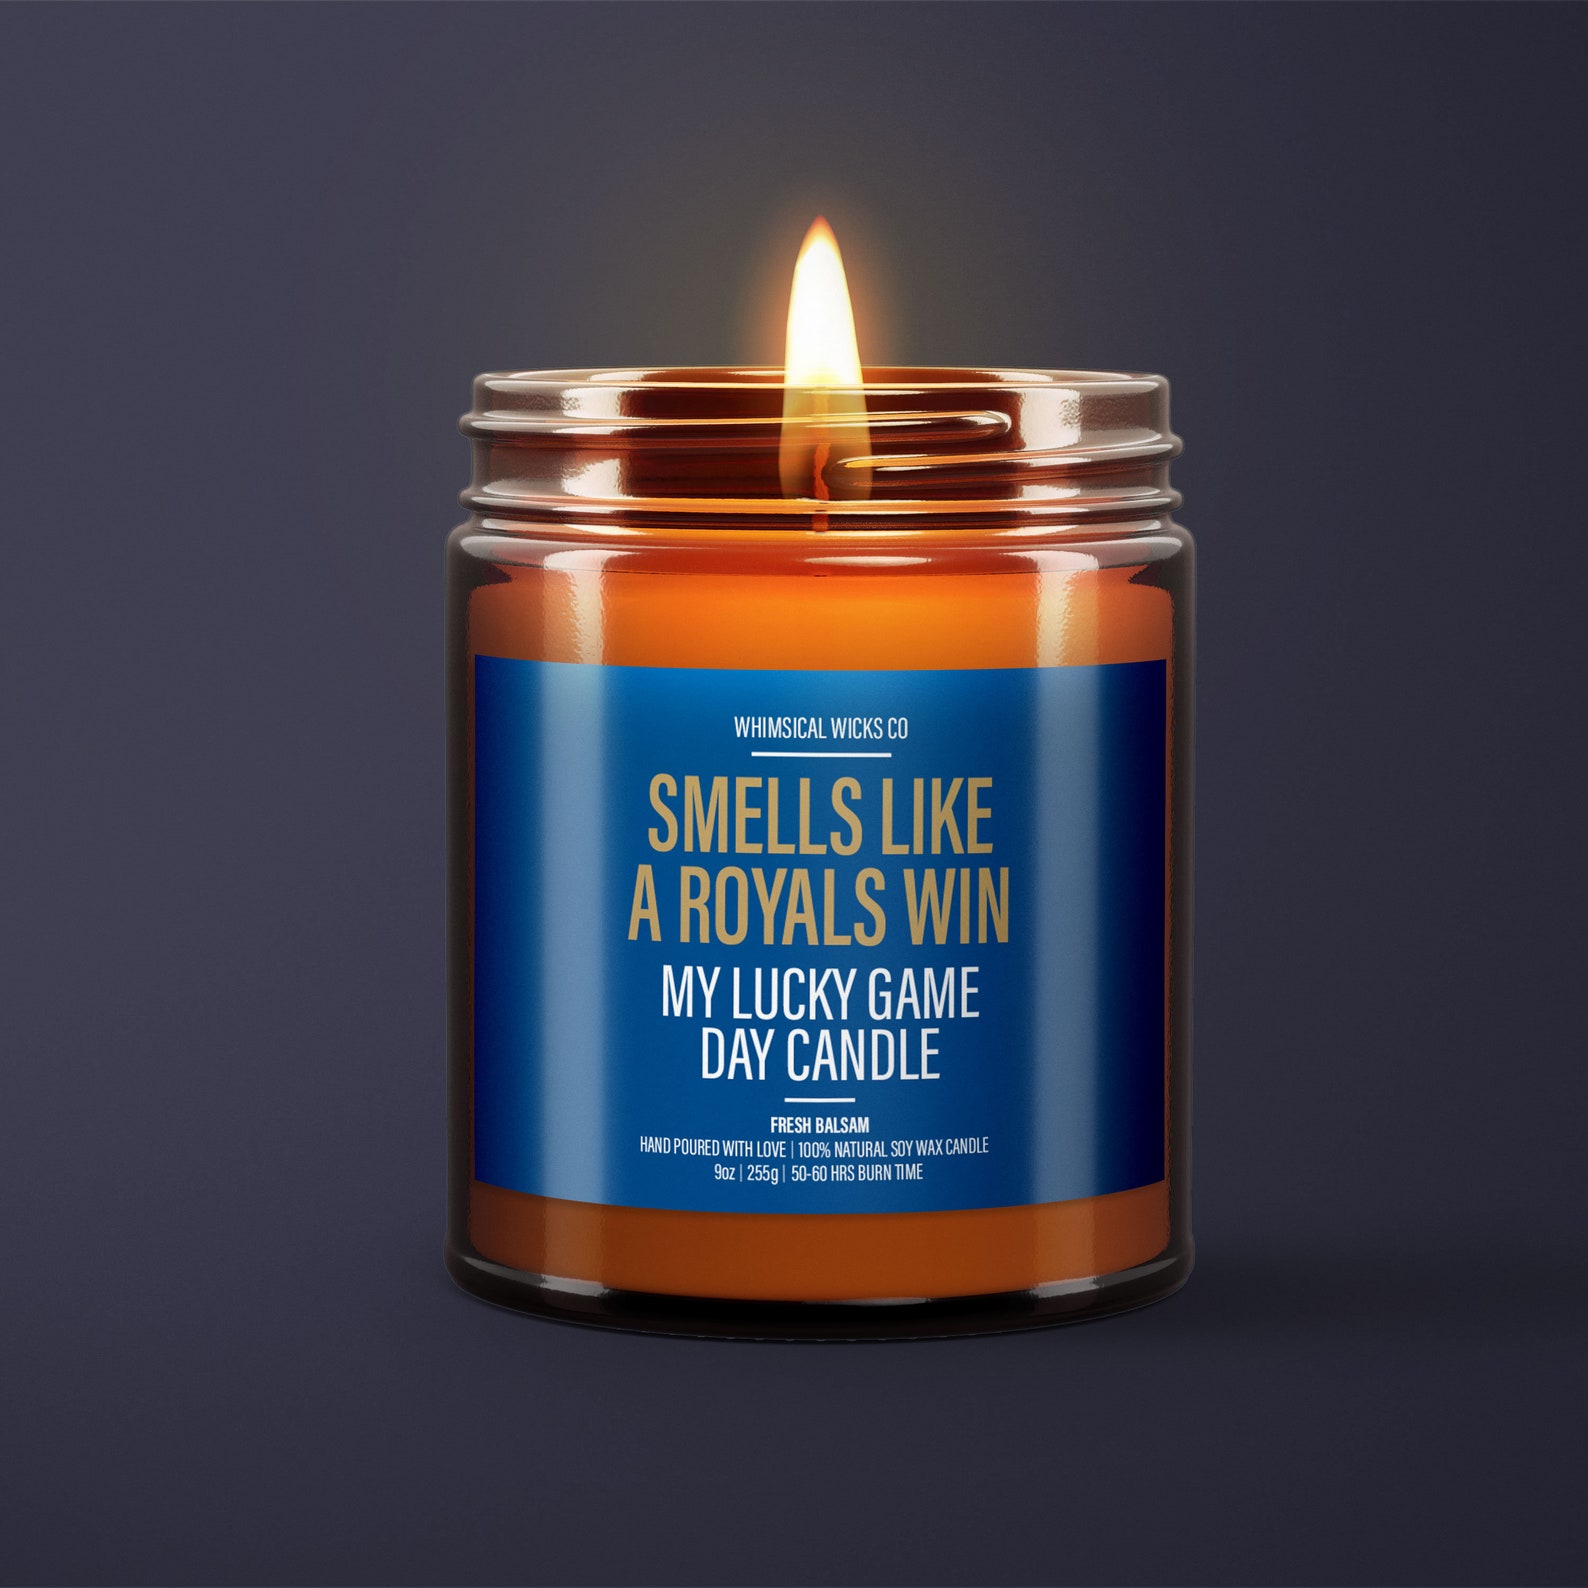 WHIMSICAL WICKS CO
SMELLS LIKE
A ROYALS WIN
MY LUCKY GAME
DAY CANDLE
FRESH BALSAM
HAND POURED WITH LOVE | 100% NATURAL SOY WAX CANDLE
9oz | 255g | 50-60 HRS BURN TIME